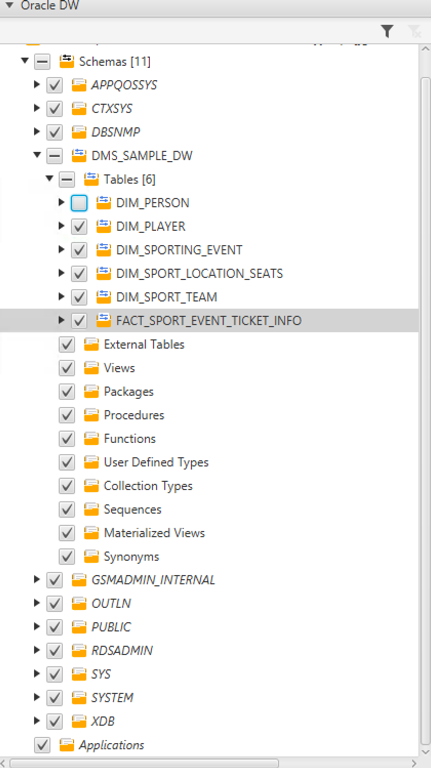 Oracle DW
Schemas [11]
APPQOSSYS
CTXSYS
DBSNMP
DMS_SAMPLE_DW
Tables [6]
DIM_PERSON
DIM_PLAYER
DIM_SPORTING_EVENT
DIM_SPORT_LOCATION_SEATS
DIM_SPORT_TEAM
FACT_SPORT_EVENT_TICKET_INFO
External Tables
Views
Packages
Procedures
Functions
User Defined Types
Collection Types
Sequences
Materialized Views
Synonyms
GSMADMIN_INTERNAL
OUTLN
PUBLIC
RDSADMIN
SYS
SYSTEM
XDB
Applications